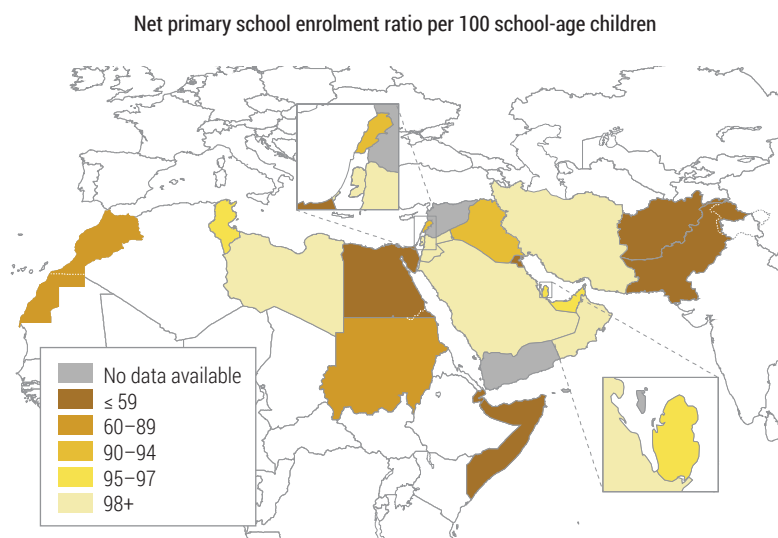 Net primary school enrolment ratio per 100 school-age children
No data available
≤ 59
60–89
90–94
95–97
98+